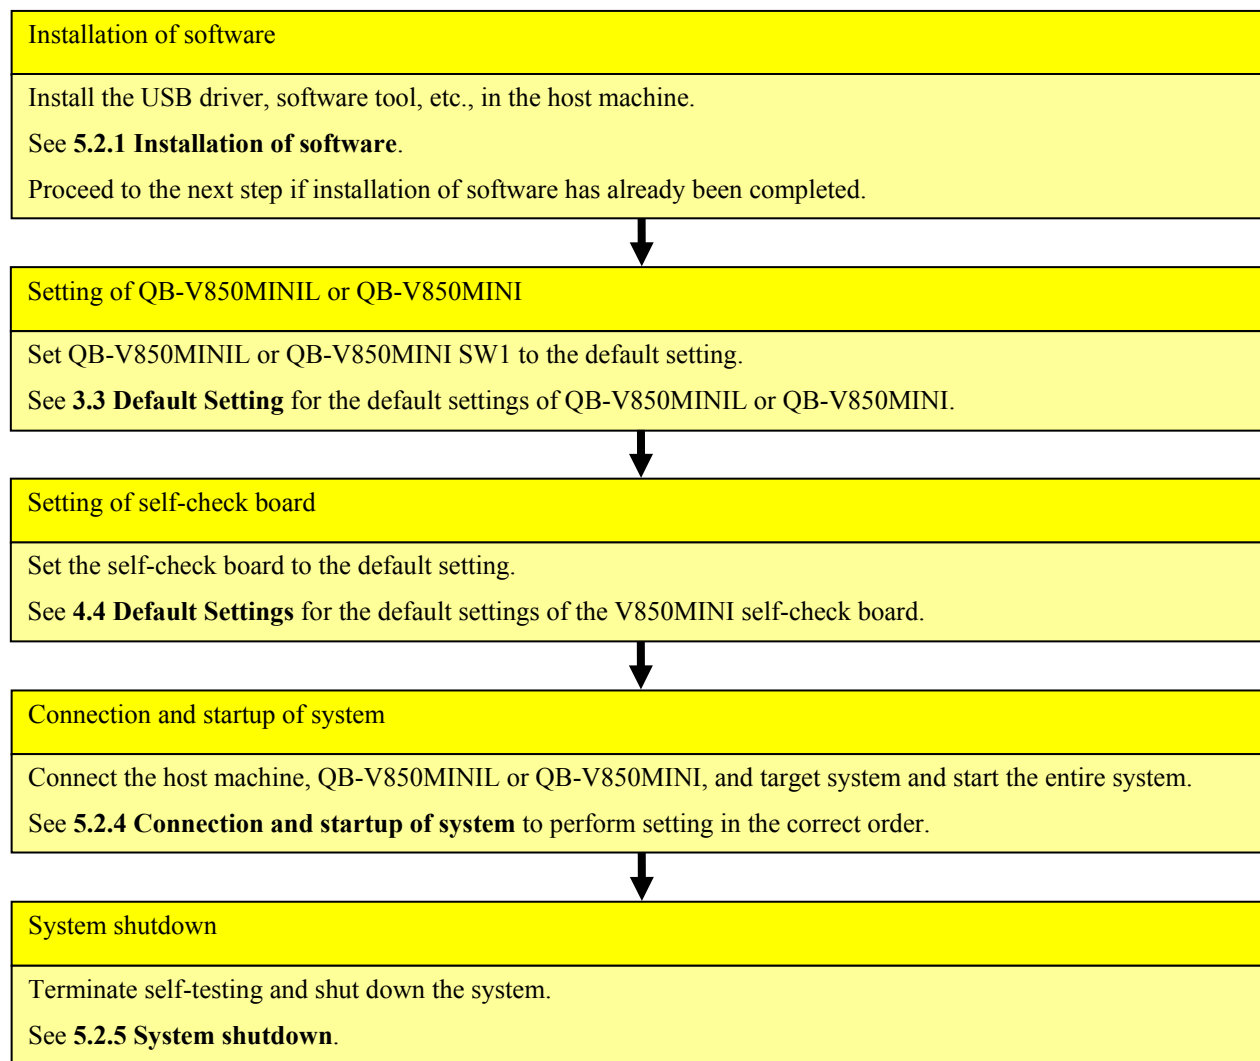 Installation of software
Install the USB driver, software tool, etc., in the host machine.
See 5.2.1 Installation of software.
Proceed to the next step if installation of software has already been completed.
Setting of QB-V850MINIL or QB-V850MINI
Set QB-V850MINIL or QB-V850MINI SW1 to the default setting.
See 3.3 Default Setting for the default settings of QB-V850MINIL or QB-V850MINI.
Setting of self-check board
Set the self-check board to the default setting.
See 4.4 Default Settings for the default settings of the V850MINI self-check board.
Connection and startup of system
Connect the host machine, QB-V850MINIL or QB-V850MINI, and target system and start the entire system.
See 5.2.4 Connection and startup of system to perform setting in the correct order.
System shutdown
Terminate self-testing and shut down the system.
See 5.2.5 System shutdown.